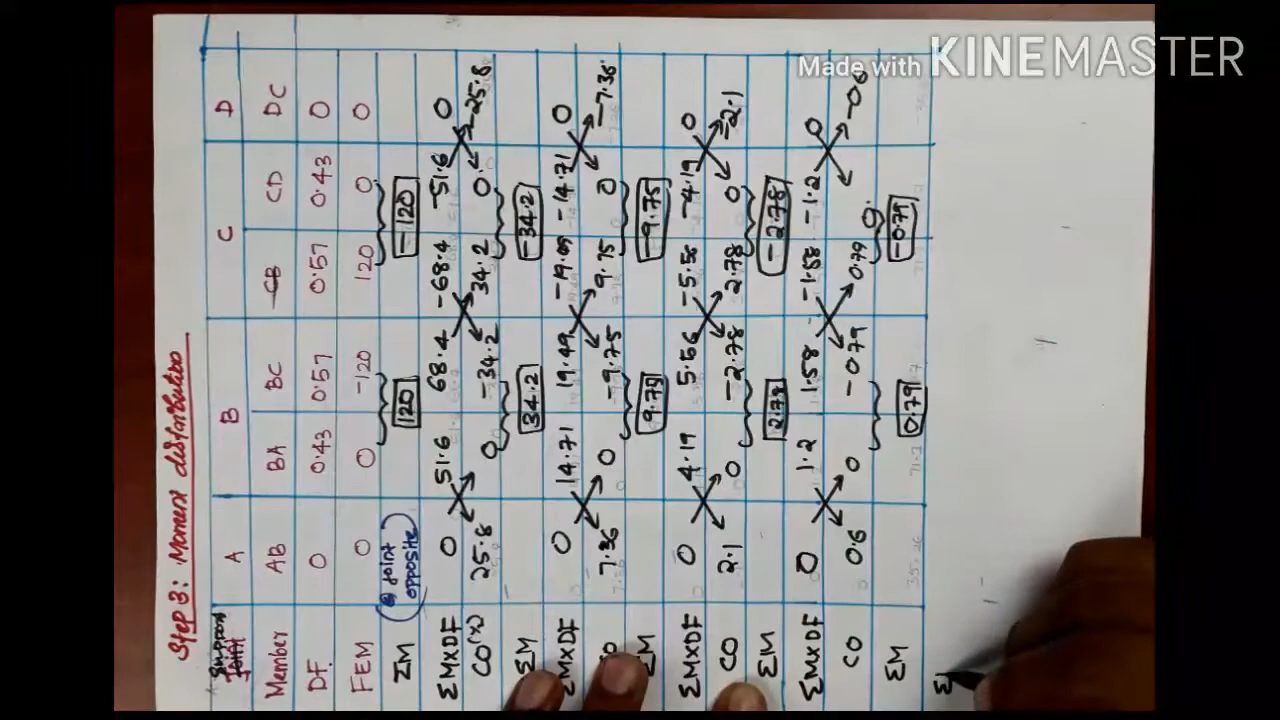 Made with KINEMASTER
Step 3: Moment distribution
Support Joint A B C D
Member AB BA BC CB CD DC
DF 0 0.43 0.57 0.57 0.43 0
FEM 0 0 -120 120 0 0
ΣM (@ joint opposite) 120 -120
ΣM×DF 0 51.6 68.4 -68.4 -51.6 0
CO(X) 25.8 0 -34.2 34.2 0 -25.8
ΣM 34.2 -34.2
ΣM×DF 0 14.71 19.49 -19.49 -14.71 0
7.36 0 -9.75 9.75 0 -7.36
ΣM 9.75 -9.75
ΣM×DF 0 4.19 5.56 -5.56 -4.19 0
CO 2.1 0 -2.78 2.78 0 -2.1
ΣM 2.78 -2.78
ΣM×DF 0 1.2 1.58 -1.58 -1.2 0
CO 0.6 0 -0.79 0.79 0 -0.6
ΣM 0.79 -0.79
Σ